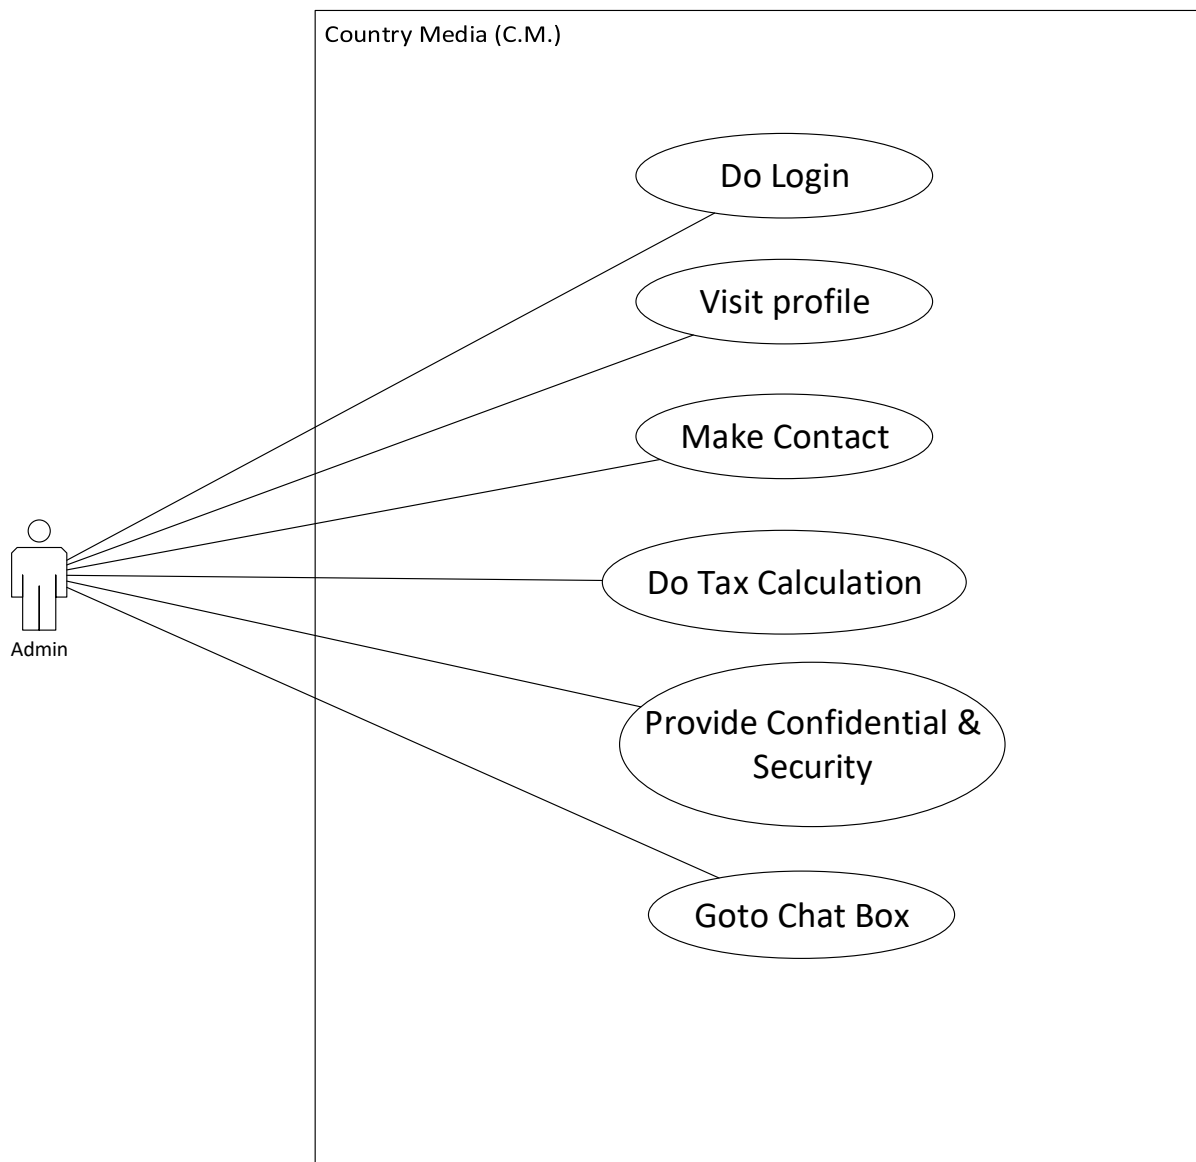 Country Media (C.M.)
Do Login
Visit profile
Make Contact
Do Tax Calculation
Admin
Provide Confidential &
Security
Goto Chat Box